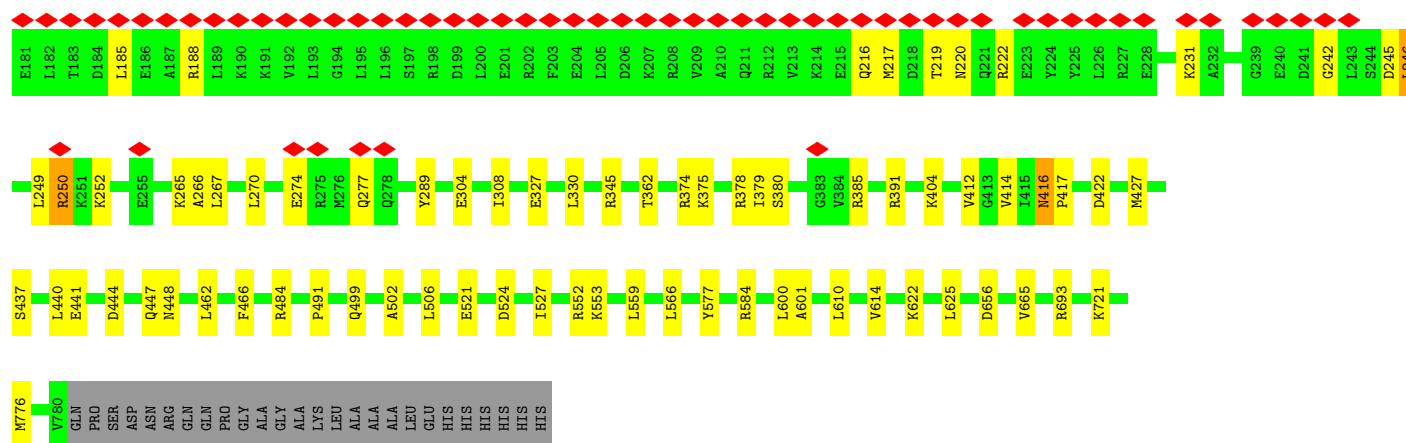 E181 L182 T183 D184 L185 E186 A187 R188 L189 K190 K191 V192 L193 G194 L195 L196 S197 R198 D199 L200 E201 R202 F203 E204 L205 D206 K207 R208 V209 A210 Q211 R212 V213 K214 E215 Q216 M217 D218 T219 N220 Q221 R222 E223 Y224 Y225 L226 R227 E228 K231 A232 G239 E240 D241 G242 L243 S244 D245
L249 R250 K251 K252 E255 K265 A266 L267 L270 E274 R275 M276 Q277 Q278 Y289 E304 I308 E327 L330 R345 T362 R374 K375 R378 I379 S380 G383 V384 R385 R391 K404 V412 G413 V414 I415 N416 P417 D422 M427
S437 L440 E441 D444 Q447 N448 L462 F466 R484 P491 Q499 A502 L506 E521 D524 I527 R552 K553 L559 L566 Y577 R584 L600 A601 L610 V614 K622 L625 D656 V665 R693 K721
M776 V780 GLN PRO SER ASP ASN ARG GLN GLN PRO GLY ALA GLY ALA LYS LEU ALA ALA ALA LEU GLU HIS HIS HIS HIS HIS HIS